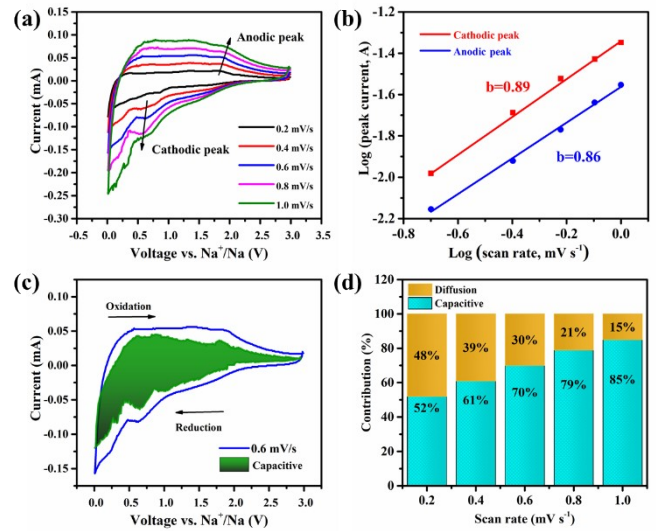 (a)
Current (mA)
0.15
0.10
0.05
0.00
-0.05
-0.10
-0.15
-0.20
-0.25
-0.30
Anodic peak
Cathodic peak
0.2 mV/s
0.4 mV/s
0.6 mV/s
0.8 mV/s
1.0 mV/s
-0.5 0.0 0.5 1.0 1.5 2.0 2.5 3.0 3.5
Voltage vs. Na⁺/Na (V)
(b)
Log (peak current, A)
-1.2
-1.4
-1.6
-1.8
-2.0
-2.2
Cathodic peak
Anodic peak
b=0.89
b=0.86
-0.8 -0.6 -0.4 -0.2 0.0
Log (scan rate, mV s⁻¹)
(c)
Current (mA)
0.10
0.05
0.00
-0.05
-0.10
-0.15
Oxidation
Reduction
0.6 mV/s
Capacitive
0.0 0.5 1.0 1.5 2.0 2.5 3.0 3.5
Voltage vs. Na⁺/Na (V)
(d)
Contribution (%)
120
100
80
60
40
20
0
Diffusion
Capacitive
48% 39% 30% 21% 15%
52% 61% 70% 79% 85%
0.2 0.4 0.6 0.8 1.0
Scan rate (mV s⁻¹)